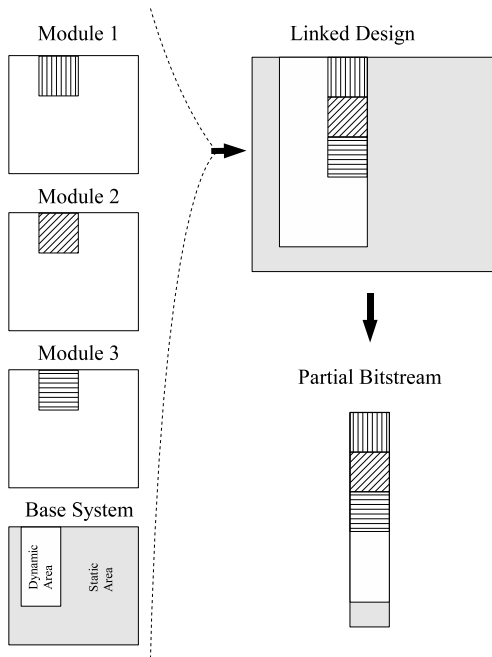 Module 1
Module 2
Module 3
Base System
Dynamic
Area
Static
Area
Linked Design
Partial Bitstream